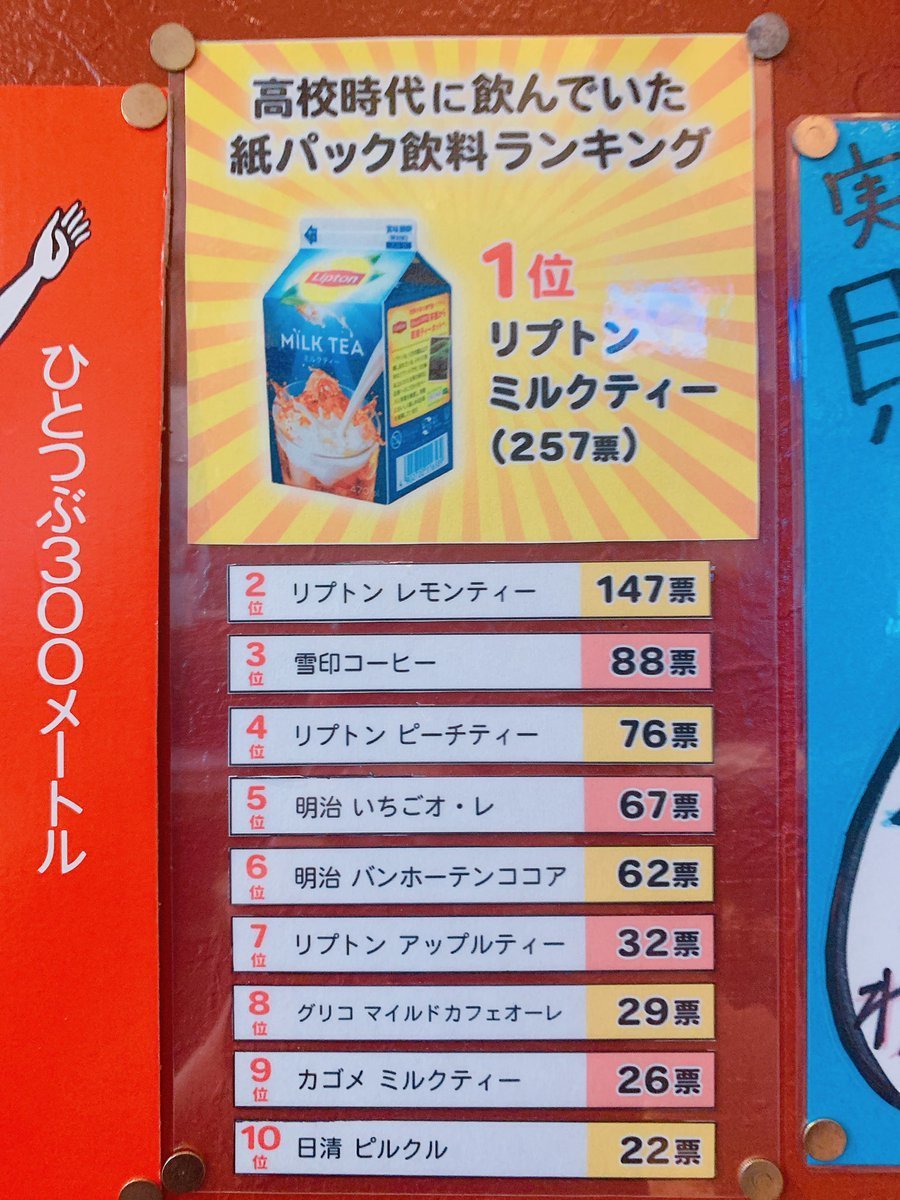 高校時代に飲んでいた
紙パック飲料ランキング
Lipton
MILK TEA
ミルクティー
1位
リプトン
ミルクティー
(257票)
2位 リプトン レモンティー 147票
3位 雪印コーヒー 88票
4位 リプトン ピーチティー 76票
5位 明治 いちごオ・レ 67票
6位 明治 バンホーテンココア 62票
7位 リプトン アップルティー 32票
8位 グリコ マイルドカフェオーレ 29票
9位 カゴメ ミルクティー 26票
10位 日清 ピルクル 22票
ひとつぶ300メートル
実